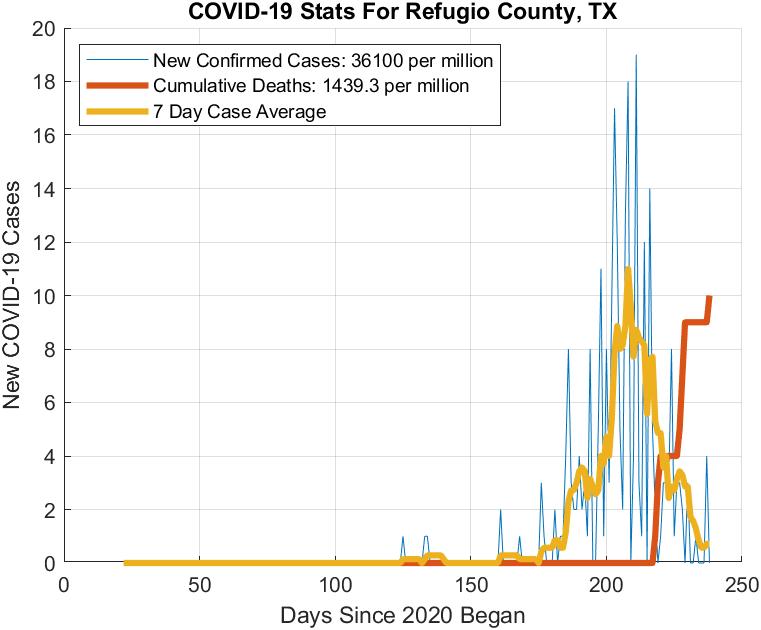 COVID-19 Stats For Refugio County, TX
New Confirmed Cases: 36100 per million
Cumulative Deaths: 1439.3 per million
7 Day Case Average
New COVID-19 Cases
20
18
16
14
12
10
8
6
4
2
0
0 50 100 150 200 250
Days Since 2020 Began